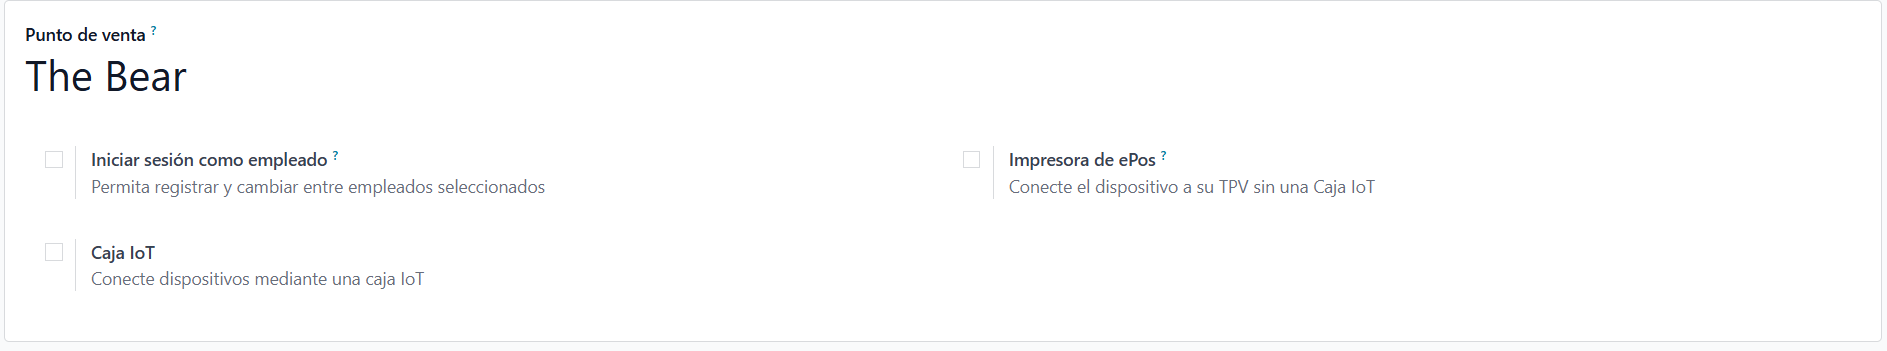 Punto de venta ?
The Bear
Iniciar sesión como empleado ?
Permita registrar y cambiar entre empleados seleccionados
Impresora de ePos ?
Conecte el dispositivo a su TPV sin una Caja IoT
Caja IoT
Conecte dispositivos mediante una caja IoT